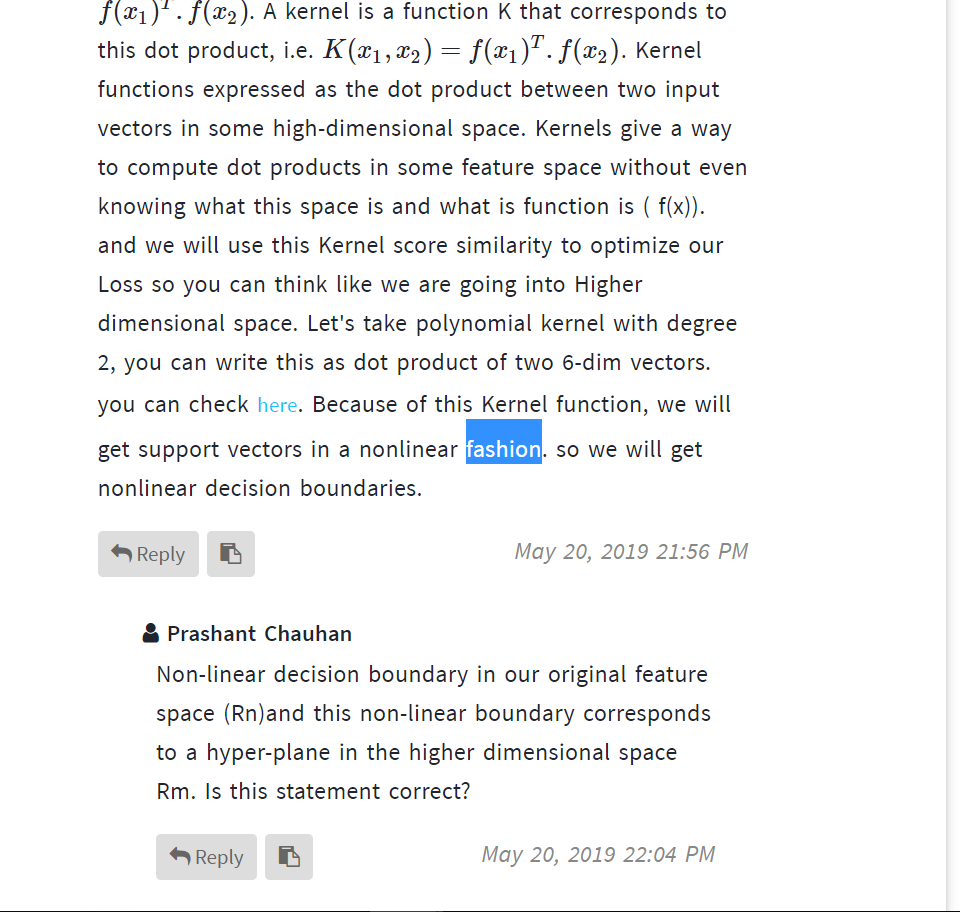 f(x₁)ᵀ. f(x₂). A kernel is a function K that corresponds to
this dot product, i.e. K(x₁, x₂) = f(x₁)ᵀ. f(x₂). Kernel
functions expressed as the dot product between two input
vectors in some high-dimensional space. Kernels give a way
to compute dot products in some feature space without even
knowing what this space is and what is function is ( f(x)).
and we will use this Kernel score similarity to optimize our
Loss so you can think like we are going into Higher
dimensional space. Let's take polynomial kernel with degree
2, you can write this as dot product of two 6-dim vectors.
you can check here. Because of this Kernel function, we will
get support vectors in a nonlinear fashion. so we will get
nonlinear decision boundaries.
Reply
May 20, 2019 21:56 PM
Prashant Chauhan
Non-linear decision boundary in our original feature
space (Rn)and this non-linear boundary corresponds
to a hyper-plane in the higher dimensional space
Rm. Is this statement correct?
Reply
May 20, 2019 22:04 PM